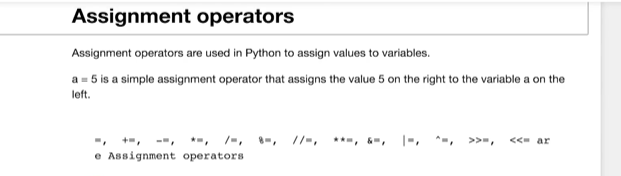 Assignment operators
Assignment operators are used in Python to assign values to variables.
a = 5 is a simple assignment operator that assigns the value 5 on the right to the variable a on the
left.
=, +=, -=, *=, /=, %=, //=, **=, &=, |=, ^=, >>=, <<= ar
e Assignment operators